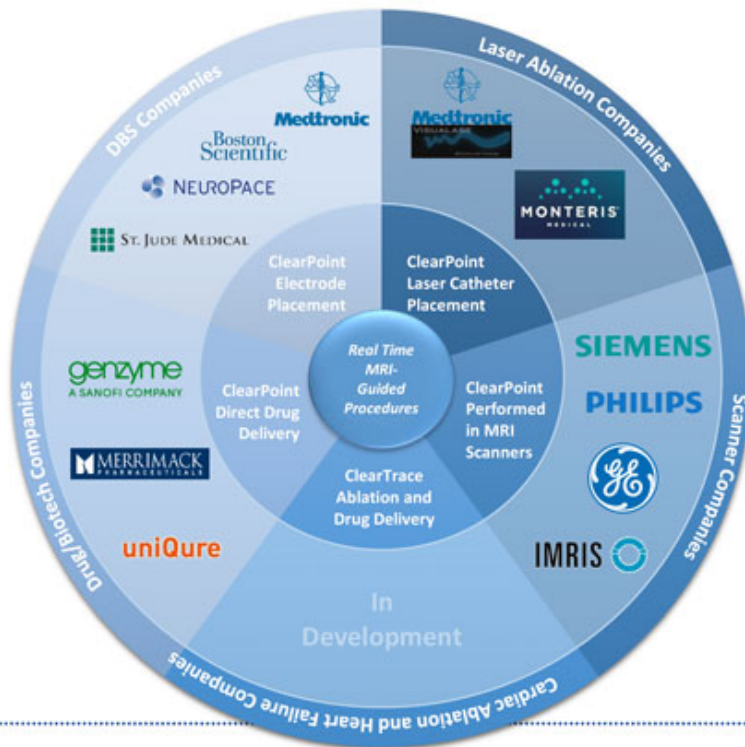 DBS Companies
Medtronic
Boston
Scientific
NEUROPACE
ST. JUDE MEDICAL
ClearPoint
Electrode
Placement
Laser Ablation Companies
Medtronic
VISUALASE
MONTERIS
MEDICAL
ClearPoint
Laser Catheter
Placement
Scanner Companies
SIEMENS
PHILIPS
GE
IMRIS
ClearPoint
Performed
in MRI
Scanners
Cardiac Ablation and Heart Failure Companies
In
Development
ClearTrace
Ablation and
Drug Delivery
Drug/Biotech Companies
genzyme
A SANOFI COMPANY
MERRIMACK
PHARMACEUTICALS
uniQure
ClearPoint
Direct Drug
Delivery
Real Time
MRI-
Guided
Procedures